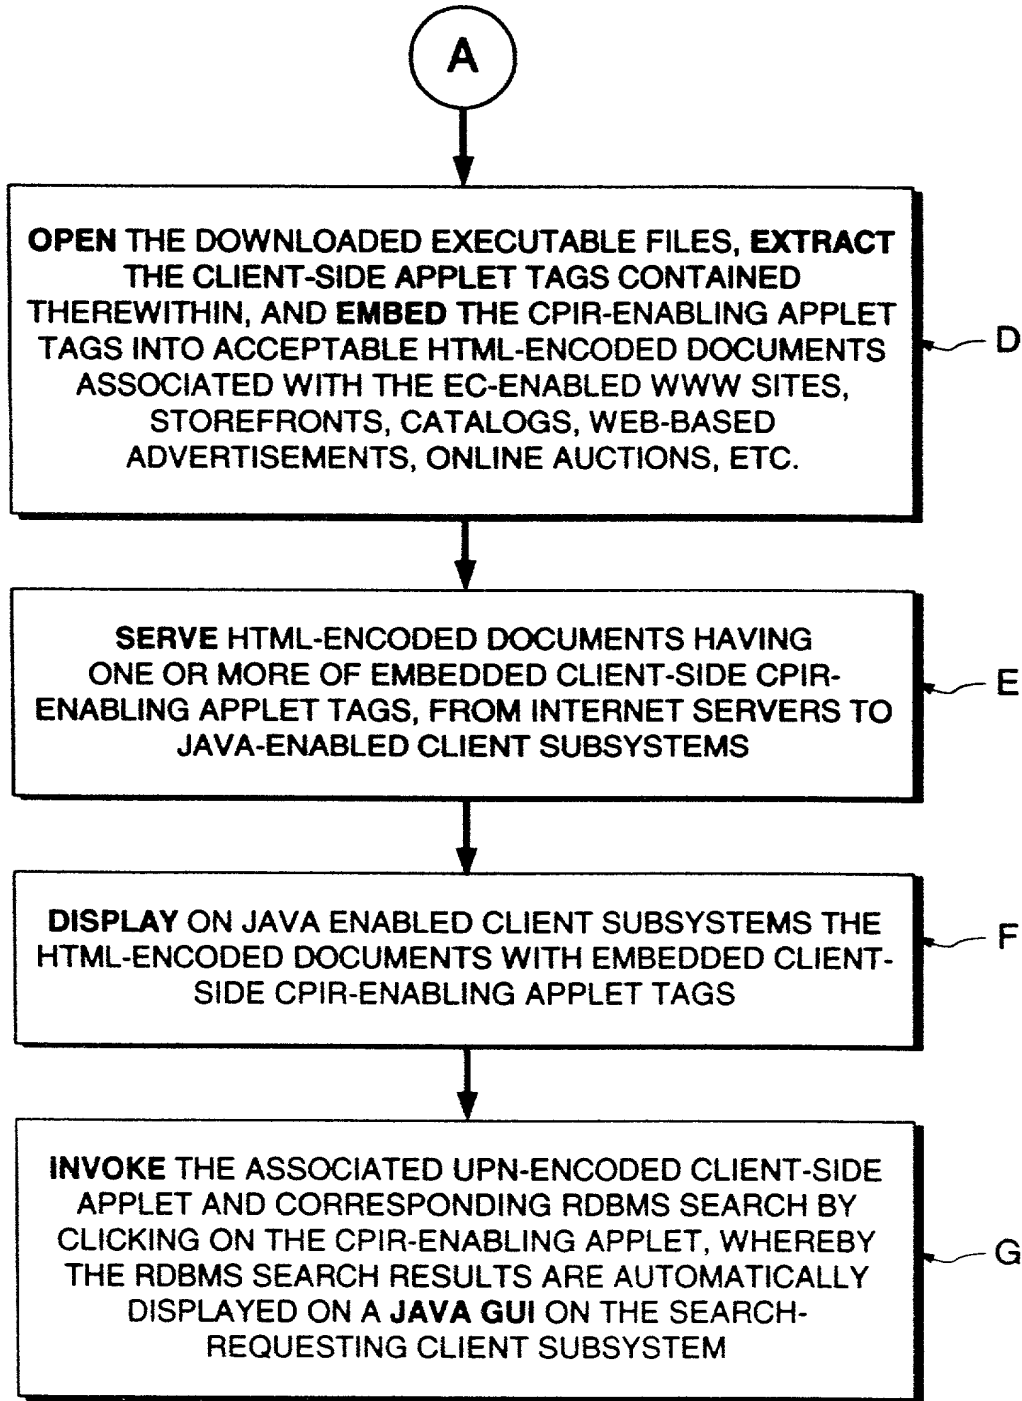 A
OPEN THE DOWNLOADED EXECUTABLE FILES, EXTRACT
THE CLIENT-SIDE APPLET TAGS CONTAINED
THEREWITHIN, AND EMBED THE CPIR-ENABLING APPLET
TAGS INTO ACCEPTABLE HTML-ENCODED DOCUMENTS
ASSOCIATED WITH THE EC-ENABLED WWW SITES,
STOREFRONTS, CATALOGS, WEB-BASED
ADVERTISEMENTS, ONLINE AUCTIONS, ETC.
D
SERVE HTML-ENCODED DOCUMENTS HAVING
ONE OR MORE OF EMBEDDED CLIENT-SIDE CPIR-
ENABLING APPLET TAGS, FROM INTERNET SERVERS TO
JAVA-ENABLED CLIENT SUBSYSTEMS
E
DISPLAY ON JAVA ENABLED CLIENT SUBSYSTEMS THE
HTML-ENCODED DOCUMENTS WITH EMBEDDED CLIENT-
SIDE CPIR-ENABLING APPLET TAGS
F
INVOKE THE ASSOCIATED UPN-ENCODED CLIENT-SIDE
APPLET AND CORRESPONDING RDBMS SEARCH BY
CLICKING ON THE CPIR-ENABLING APPLET, WHEREBY
THE RDBMS SEARCH RESULTS ARE AUTOMATICALLY
DISPLAYED ON A JAVA GUI ON THE SEARCH-
REQUESTING CLIENT SUBSYSTEM
G